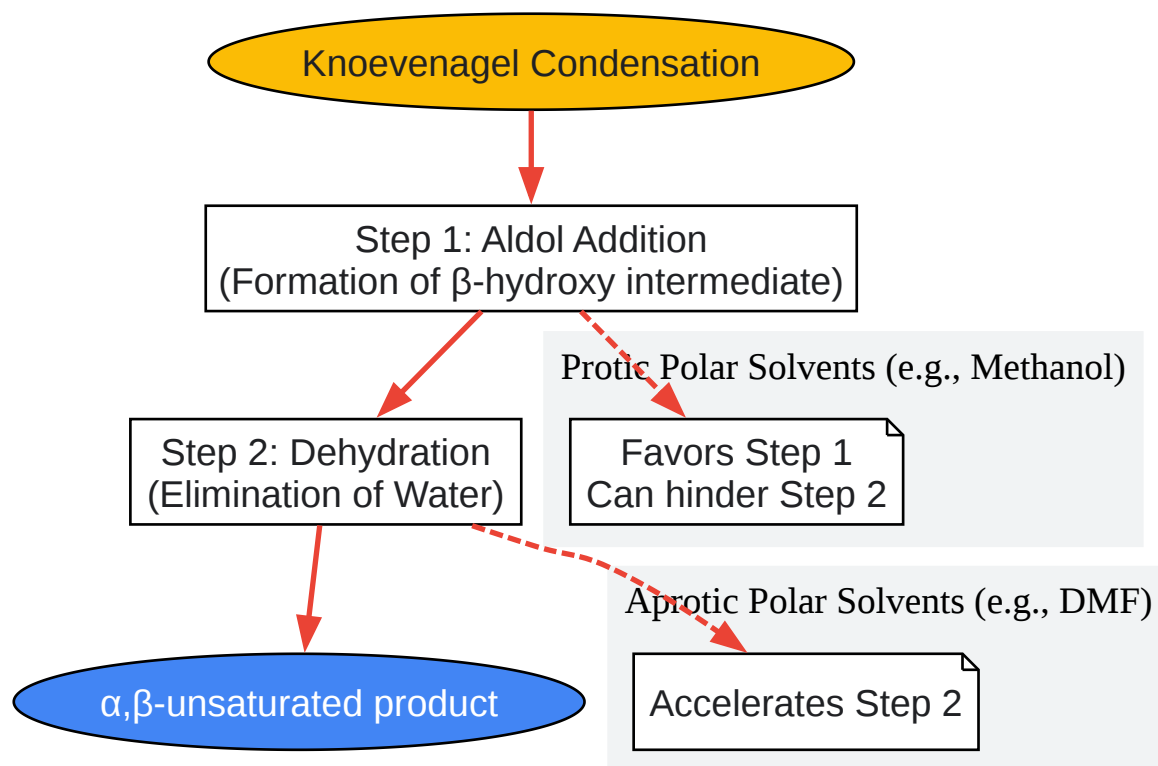 Knoevenagel Condensation
Step 1: Aldol Addition
(Formation of β-hydroxy intermediate)
Protic Polar Solvents (e.g., Methanol)
Step 2: Dehydration
(Elimination of Water)
Favors Step 1
Can hinder Step 2
Aprotic Polar Solvents (e.g., DMF)
α,β-unsaturated product
Accelerates Step 2